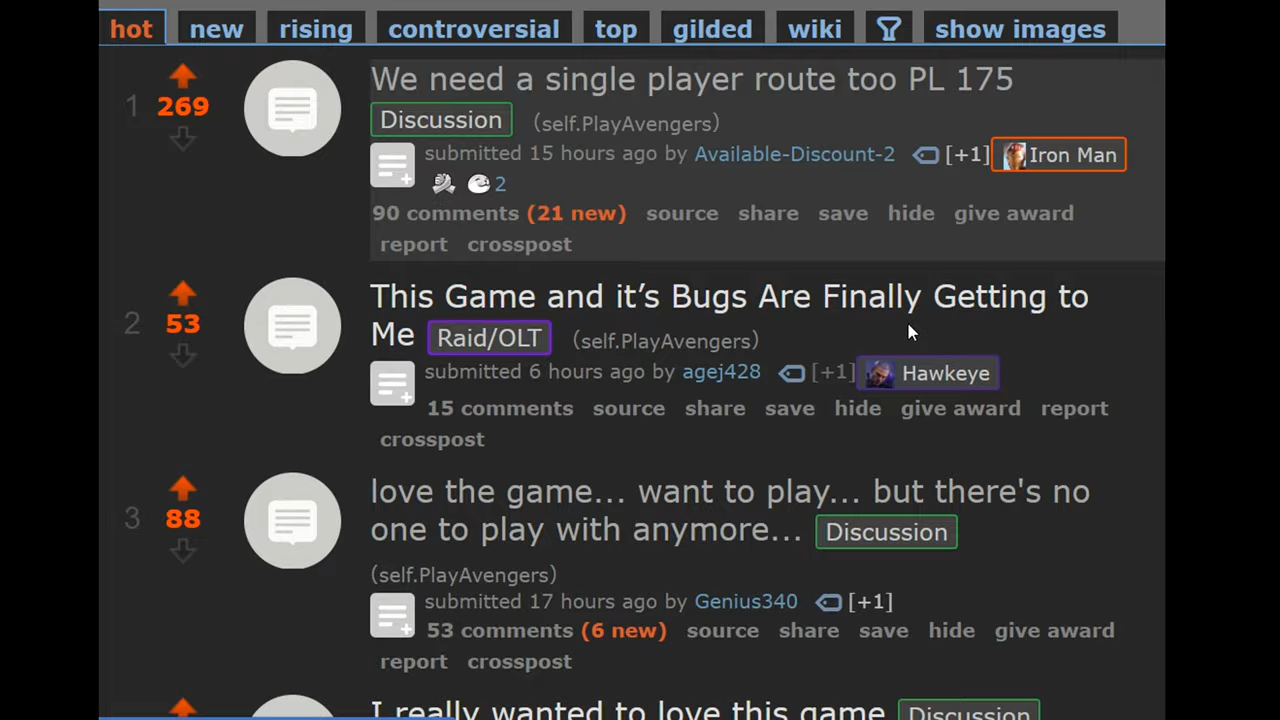 hot new rising controversial top gilded wiki show images
1 269 We need a single player route too PL 175
Discussion (self.PlayAvengers)
submitted 15 hours ago by Available-Discount-2 [+1] Iron Man
2
90 comments (21 new) source share save hide give award
report crosspost
This Game and it’s Bugs Are Finally Getting to
2 53 Me Raid/OLT (self.PlayAvengers)
submitted 6 hours ago by agej428 [+1] Hawkeye
15 comments source share save hide give award report
crosspost
love the game... want to play... but there's no
3 88 one to play with anymore... Discussion
(self.PlayAvengers)
submitted 17 hours ago by Genius340 [+1]
53 comments (6 new) source share save hide give award
report crosspost
I really wanted to love this game Discussion